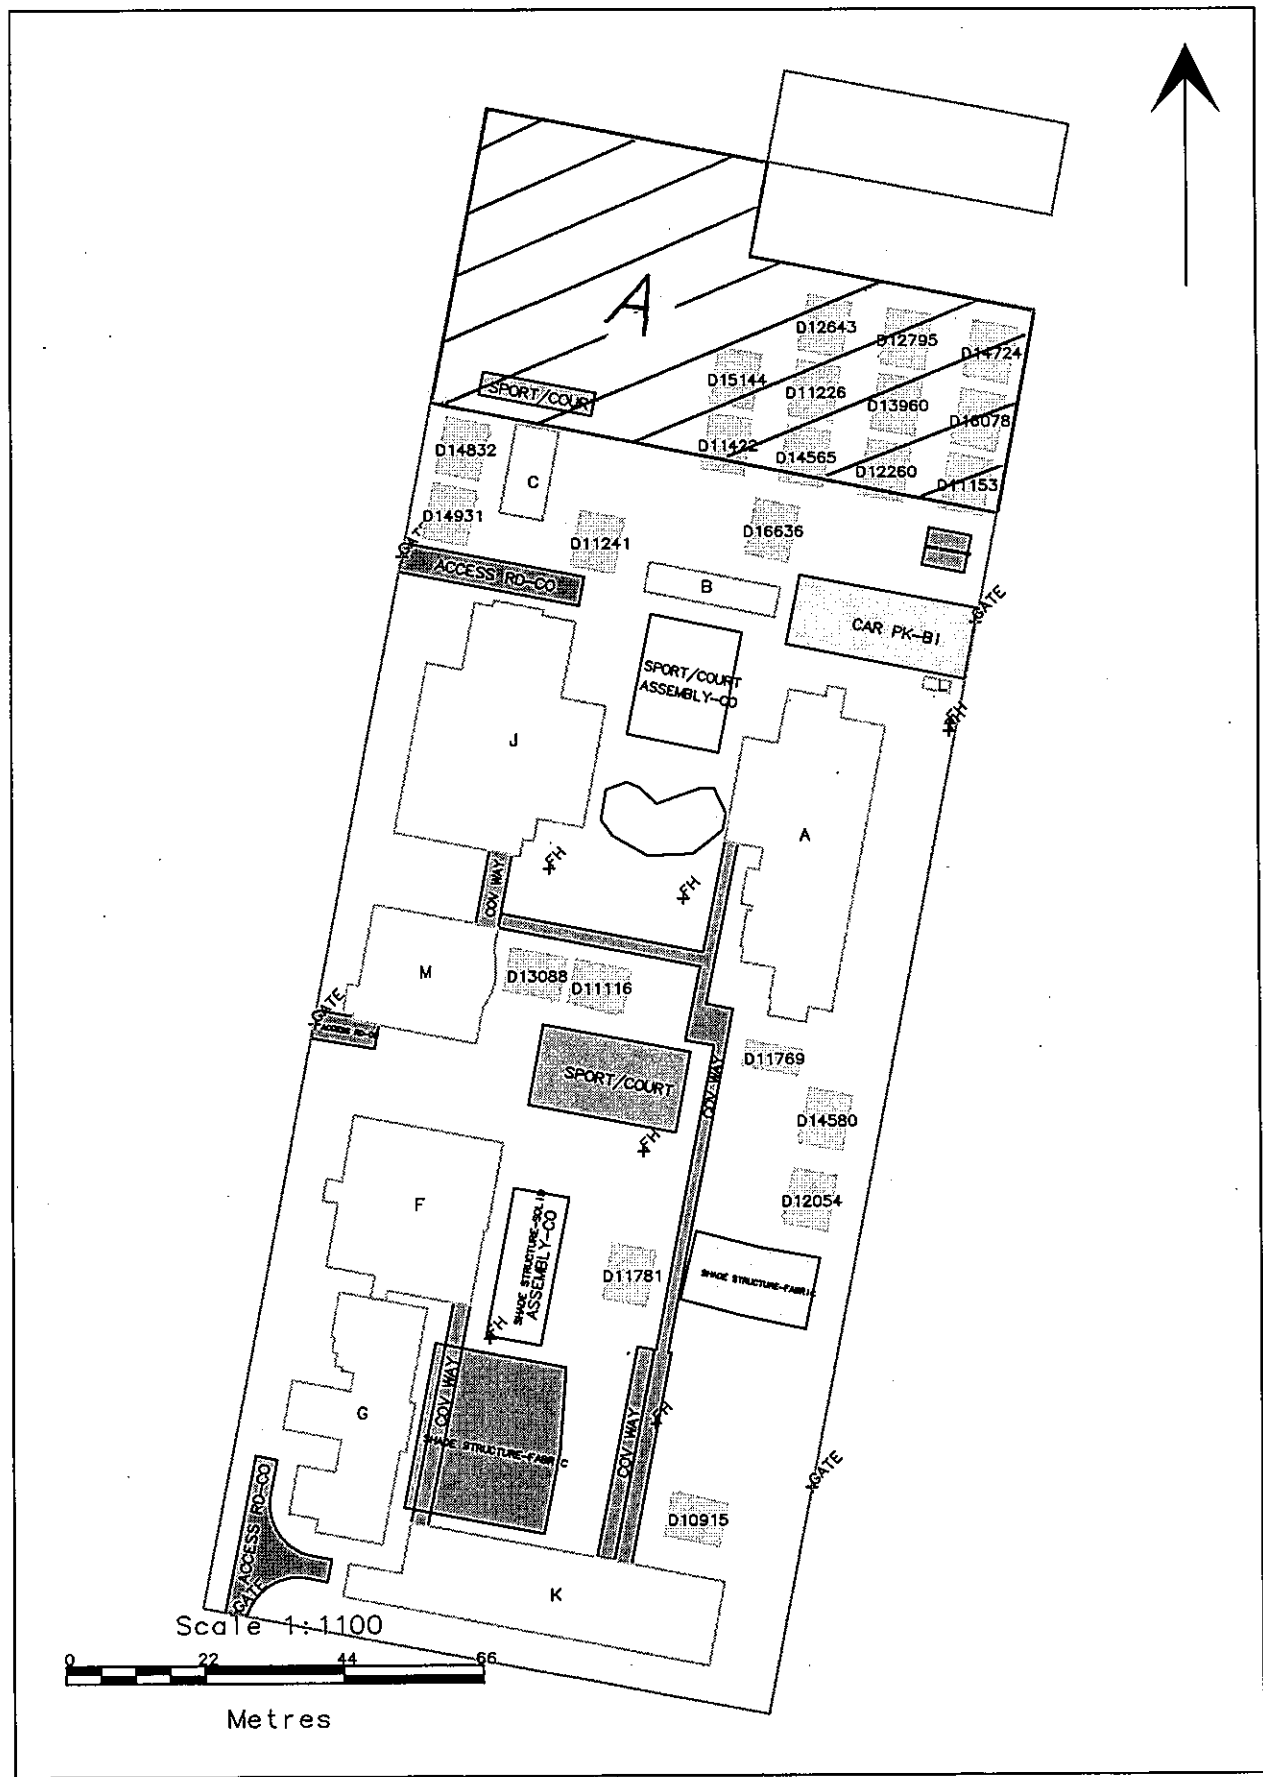 A
D12643
D12795
D14724
D15144
D11226
D13960
D16078
SPORT/COUR
D11422
D14565
D12260
D11153
D14832
C
D14931
D11241
D16636
ACCESS RD-CO
B
GATE
CAR PK-BI
SPORT/COURT
ASSEMBLY-CO
L
FH
J
A
FH
FH
COV WAY
M
D13088
D11116
GATE
ACCESS RD-CO
D11769
SPORT/COURT
COV WAY
D14580
FH
F
D12054
SHADE STRUCTURE-SOLID
ASSEMBLY-CO
D11781
SHADE STRUCTURE-FABRIC
FH
COV WAY
G
SHADE STRUCTURE-FABRIC
COV WAY
FH
GATE
ACCESS RD-CO
D10915
K
GATE
Scale 1:1100
0 22 44 66
Metres